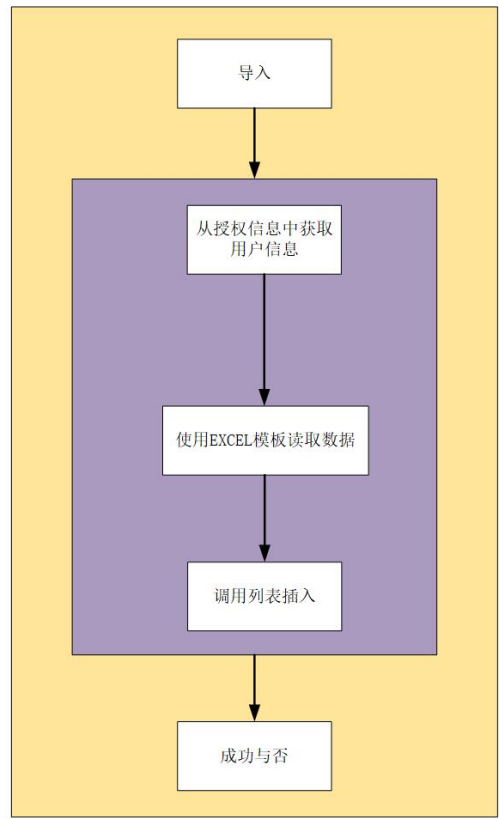 导入
从授权信息中获取
用户信息
使用EXCEL模板读取数据
调用列表插入
成功与否